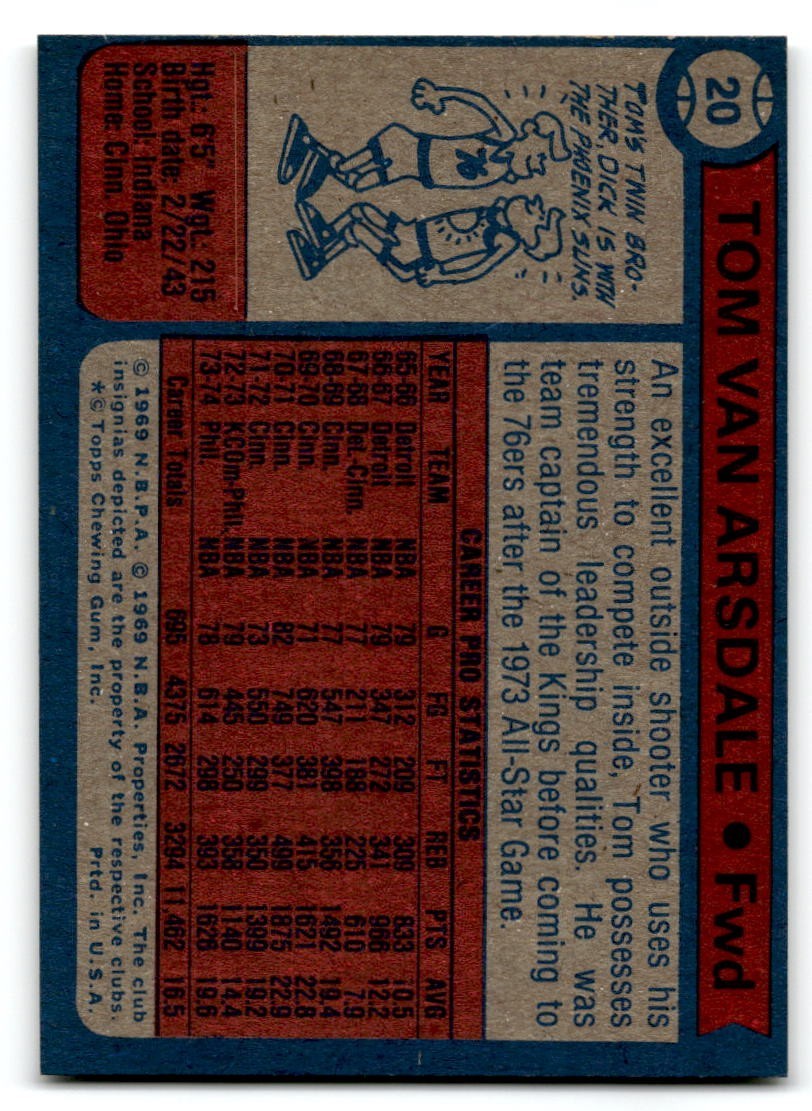 20
TOM VAN ARSDALE • Fwd
TOM'S TWIN BRO-
THER, DICK IS WITH
THE PHOENIX SUNS.
76
Hgt: 6'5" Wgt.: 215
Birth date: 2/22/43
School: Indiana
Home: Cinn. Ohio
An excellent outside shooter who uses his
strength to compete inside, Tom possesses
tremendous leadership qualities. He was
team captain of the Kings before coming to
the 76ers after the 1973 All-Star Game.
CAREER PRO STATISTICS
YEAR TEAM G FG FT REB PTS AVG
65-66 Detroit NBA 79 312 209 309 833 10.5
66-67 Detroit NBA 79 347 272 341 966 12.2
67-68 Det.-Cinn. NBA 77 211 188 225 610 7.9
68-69 Cinn. NBA 77 547 398 356 1492 19.4
69-70 Cinn. NBA 71 620 381 415 1621 22.8
70-71 Cinn. NBA 82 749 377 499 1875 22.9
71-72 Cinn. NBA 73 550 299 350 1399 19.2
72-73 KCOm-Phil. NBA 79 445 250 358 1140 14.4
73-74 Phil. NBA 78 614 298 393 1526 19.6
Career Totals 695 4375 2672 3294 11,462 16.5
© 1969 N.B.P.A. © 1969 N.B.A. Properties, Inc. The club
insignias depicted are the property of the respective clubs.
*© Topps Chewing Gum, Inc. Prtd. in U.S.A.